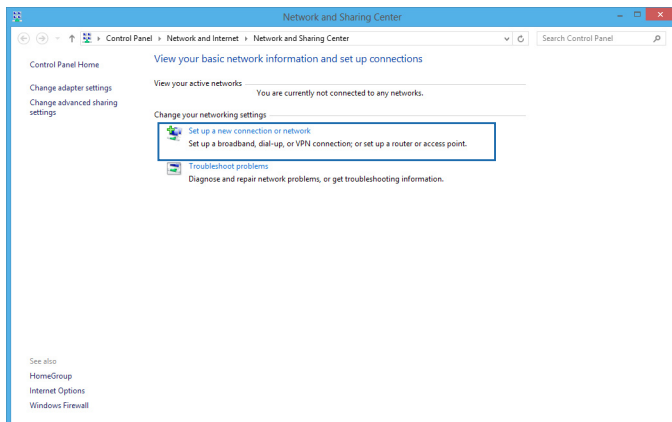 Network and Sharing Center
Control Panel ▸ Network and Internet ▸ Network and Sharing Center
Search Control Panel
Control Panel Home
Change adapter settings
Change advanced sharing
settings
View your basic network information and set up connections
View your active networks
You are currently not connected to any networks.
Change your networking settings
Set up a new connection or network
Set up a broadband, dial-up, or VPN connection; or set up a router or access point.
Troubleshoot problems
Diagnose and repair network problems, or get troubleshooting information.
See also
HomeGroup
Internet Options
Windows Firewall